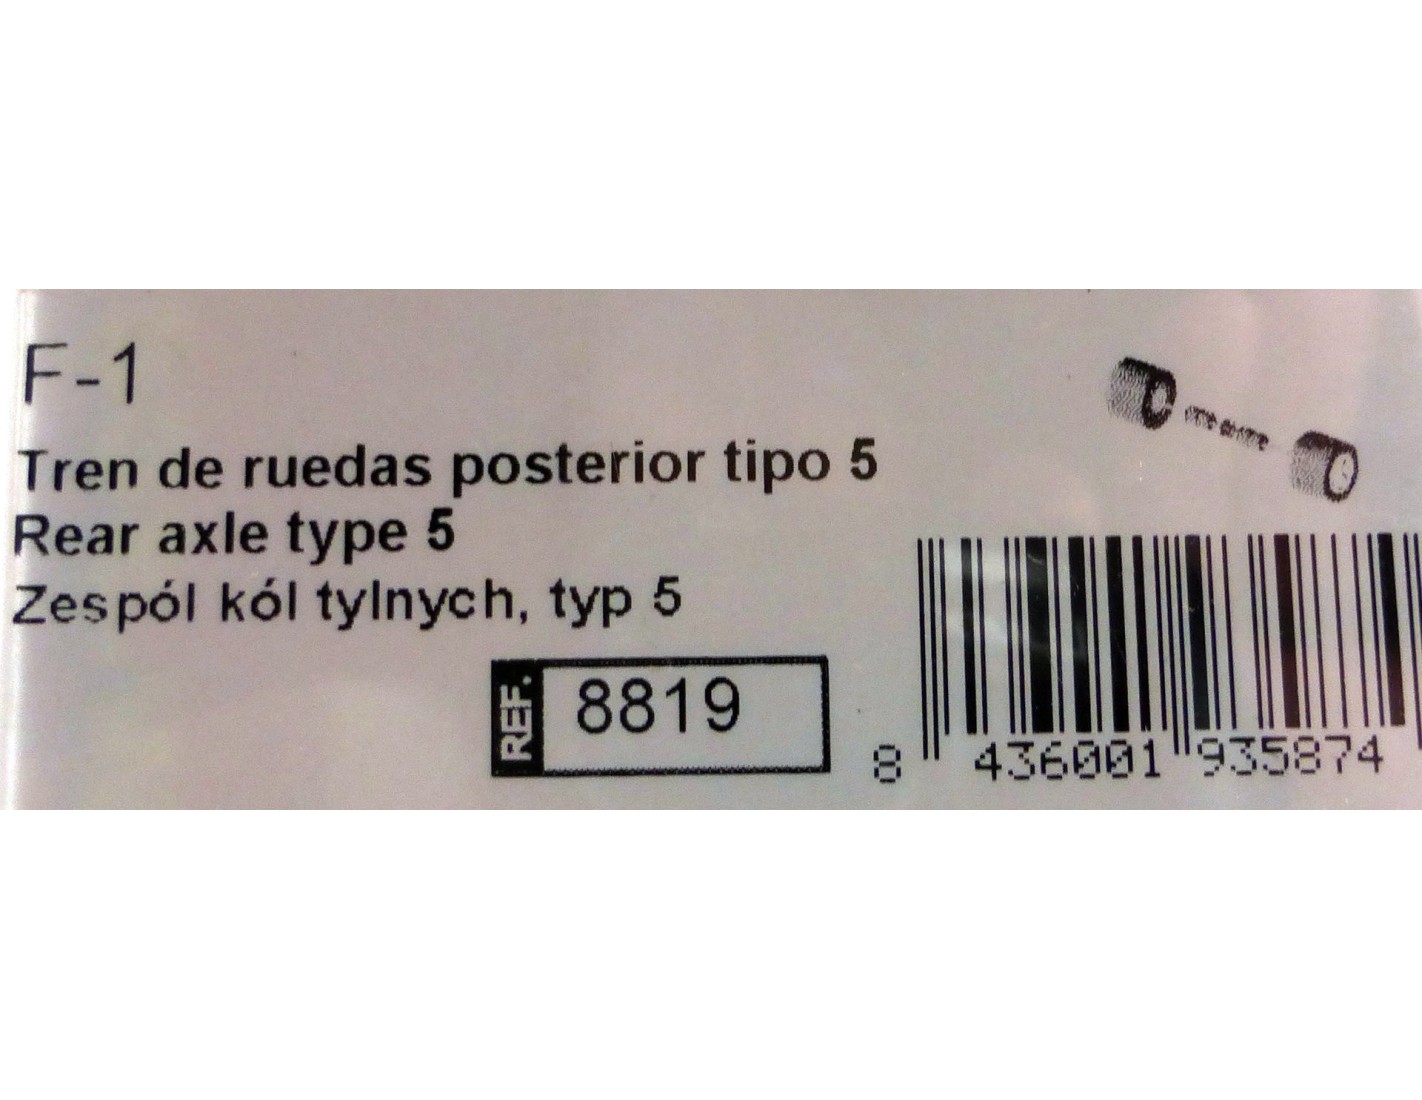 F-1
Tren de ruedas posterior tipo 5
Rear axle type 5
Zespól kól tylnych, typ 5
REF. 8819
8 436001 935874